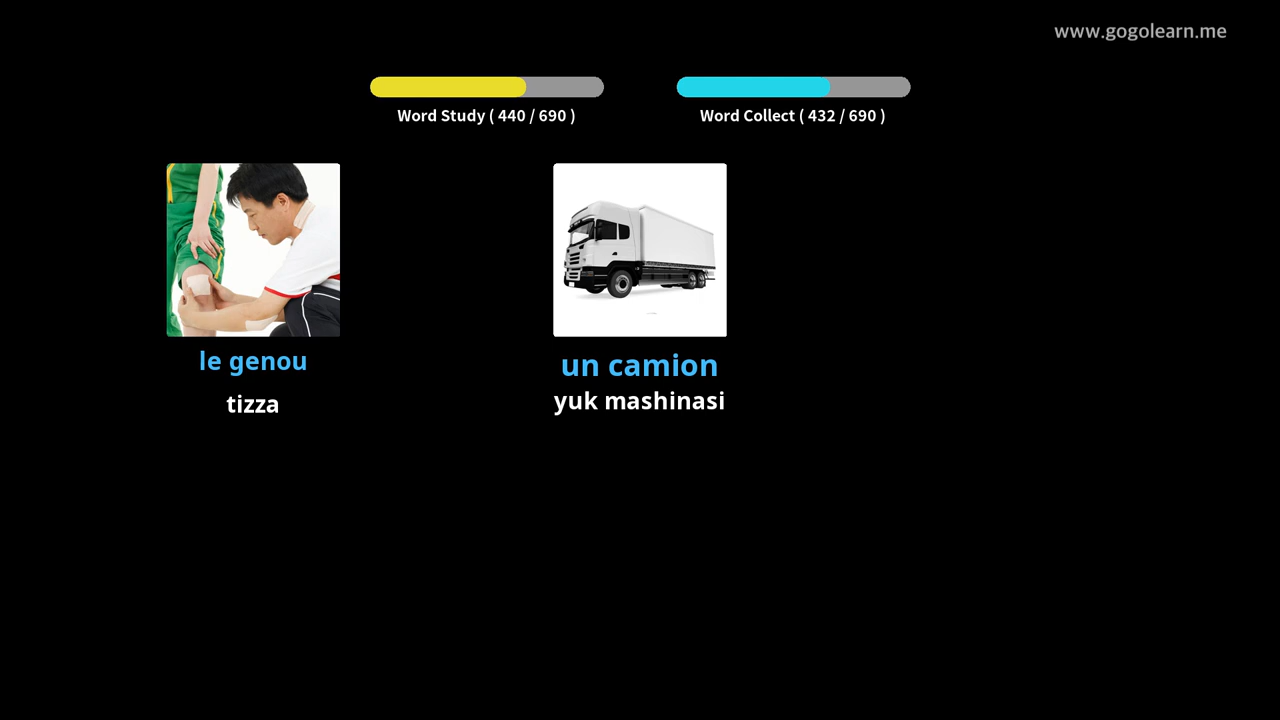 www.gogolearn.me
Word Study ( 440 / 690 )
Word Collect ( 432 / 690 )
le genou
tizza
un camion
yuk mashinasi